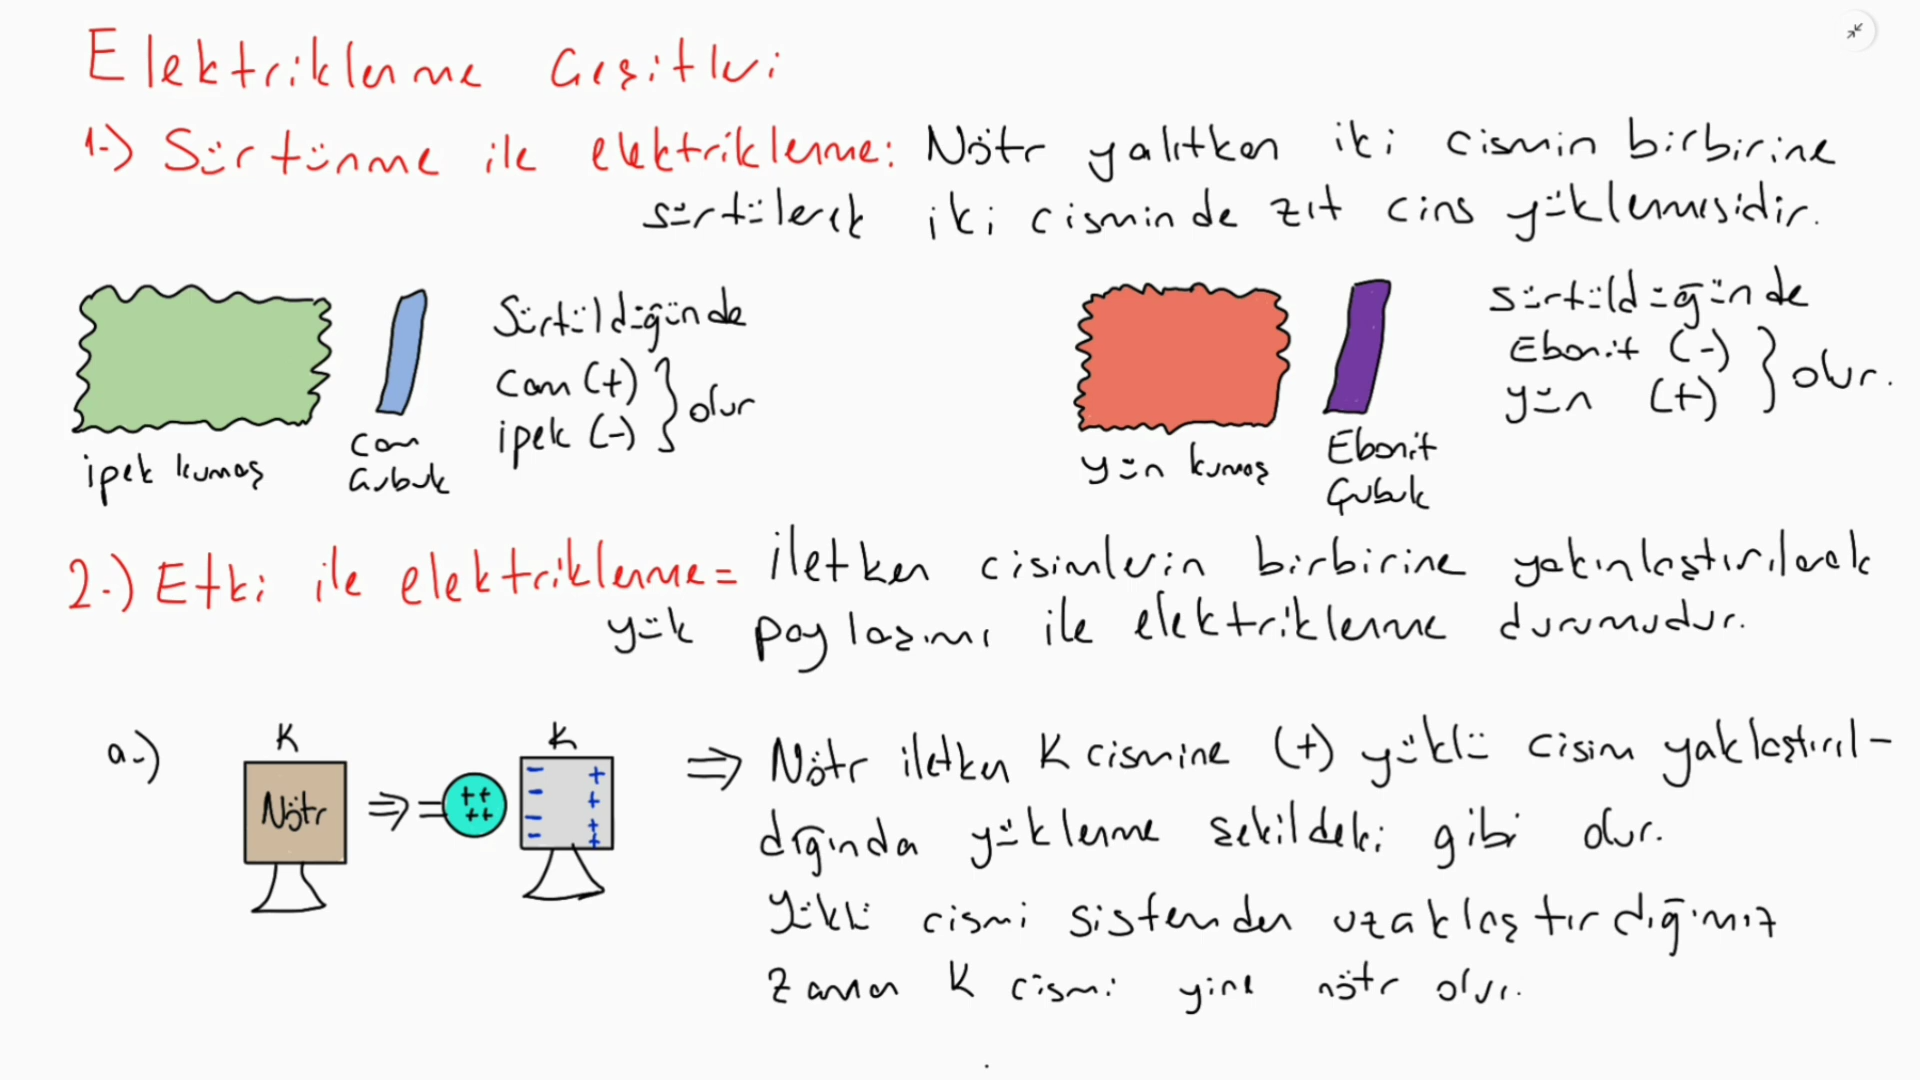 Elektriklenme Çeşitleri
1-) Sürtünme ile elektriklenme: Nötr yalıtkan iki cismin birbirine
sürtülerek iki cisminde zıt cins yüklenmesidir.
Sürtüldüğünde
Cam (+)
ipek (-)
} olur
ipek kumaş
Cam
Çubuk
sürtüldüğünde
Ebonit (-)
yün (+)
} olur.
yün kumaş
Ebonit
Çubuk
2-) Etki ile elektriklenme= iletken cisimlerin birbirine yakınlaştırılarak
yük paylaşımı ile elektriklenme durumudur.
a-)
K
Nötr
⇒
++
++
K
- +
- +
- +
- +
⇒ Nötr iletken K cismine (+) yüklü cisim yaklaştırıl-
dığında yüklenme şekildeki gibi olur.
Yüklü cismi sistemden uzaklaştırdığımız
zaman K cismi yine nötr olur.